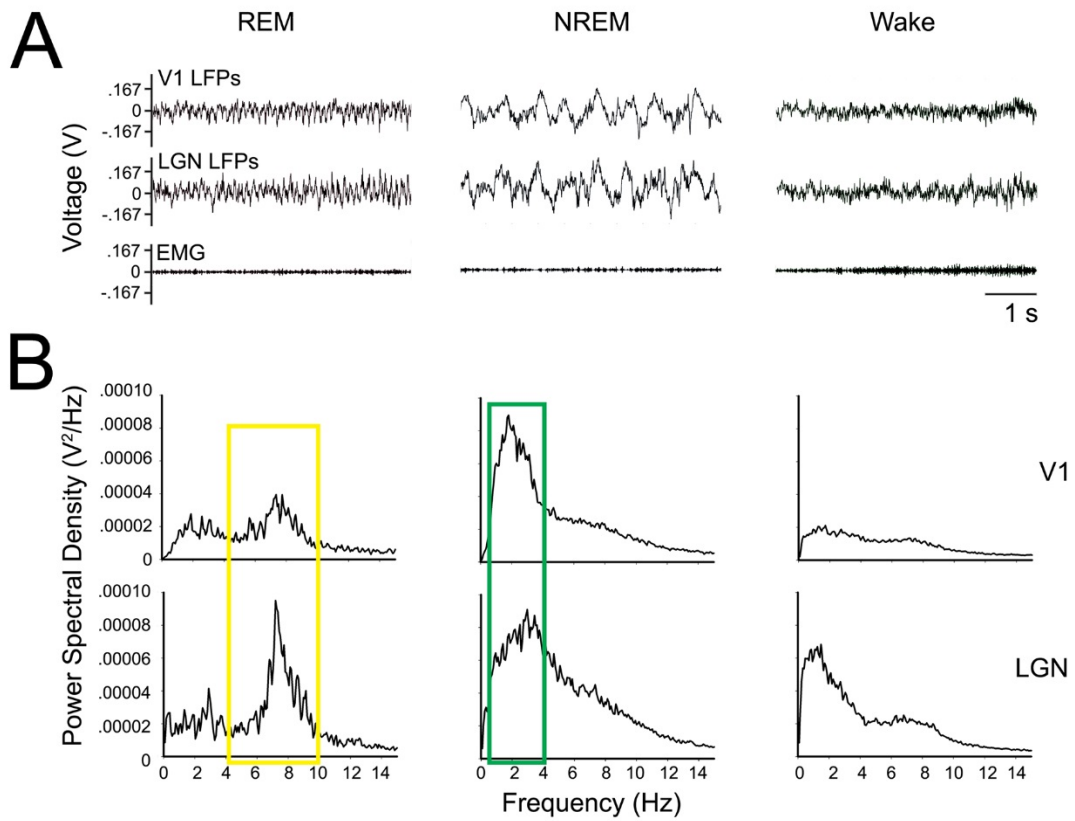 A
REM
NREM
Wake
V1 LFPs
.167
0
-.167
LGN LFPs
.167
0
-.167
EMG
.167
0
-.167
Voltage (V)
1 s
B
Power Spectral Density (V²/Hz)
.00010
.00008
.00006
.00004
.00002
0
V1
.00010
.00008
.00006
.00004
.00002
0
LGN
0 2 4 6 8 10 12 14
0 2 4 6 8 10 12 14
0 2 4 6 8 10 12 14
Frequency (Hz)